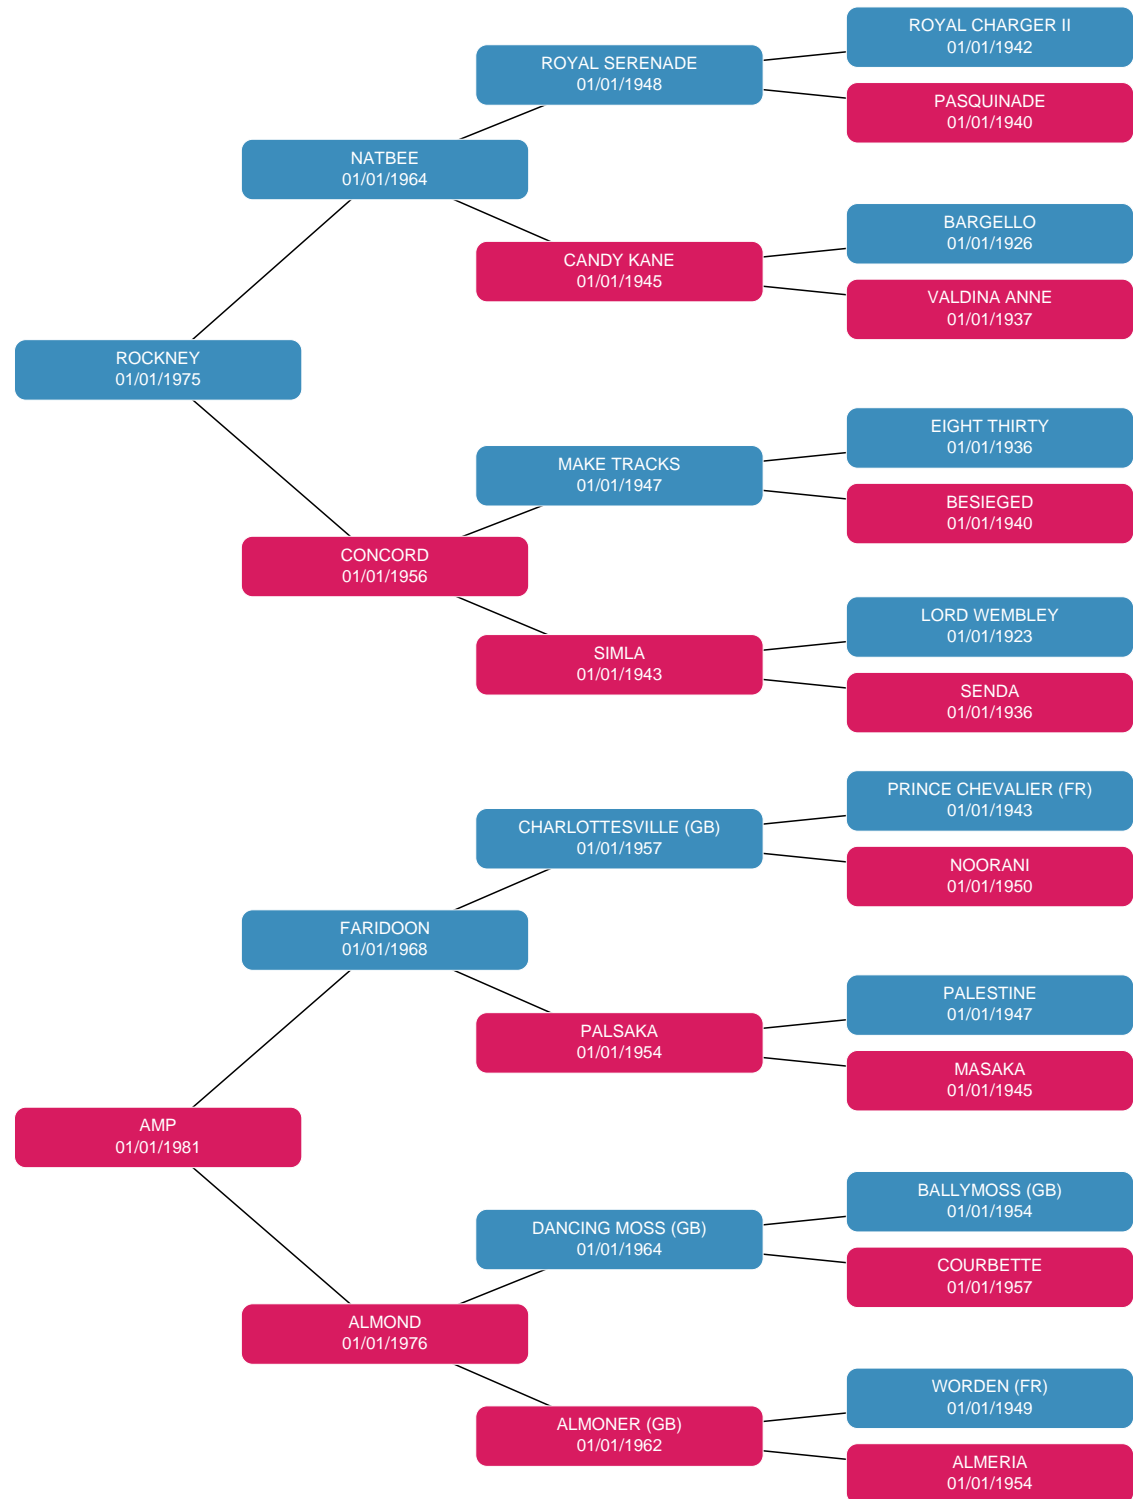 ROYAL CHARGER II
01/01/1942
ROYAL SERENADE
01/01/1948
PASQUINADE
01/01/1940
NATBEE
01/01/1964
BARGELLO
01/01/1926
CANDY KANE
01/01/1945
VALDINA ANNE
01/01/1937
ROCKNEY
01/01/1975
EIGHT THIRTY
01/01/1936
MAKE TRACKS
01/01/1947
BESIEGED
01/01/1940
CONCORD
01/01/1956
LORD WEMBLEY
01/01/1923
SIMLA
01/01/1943
SENDA
01/01/1936
PRINCE CHEVALIER (FR)
01/01/1943
CHARLOTTESVILLE (GB)
01/01/1957
NOORANI
01/01/1950
FARIDOON
01/01/1968
PALESTINE
01/01/1947
PALSAKA
01/01/1954
MASAKA
01/01/1945
AMP
01/01/1981
BALLYMOSS (GB)
01/01/1954
DANCING MOSS (GB)
01/01/1964
COURBETTE
01/01/1957
ALMOND
01/01/1976
WORDEN (FR)
01/01/1949
ALMONER (GB)
01/01/1962
ALMERIA
01/01/1954